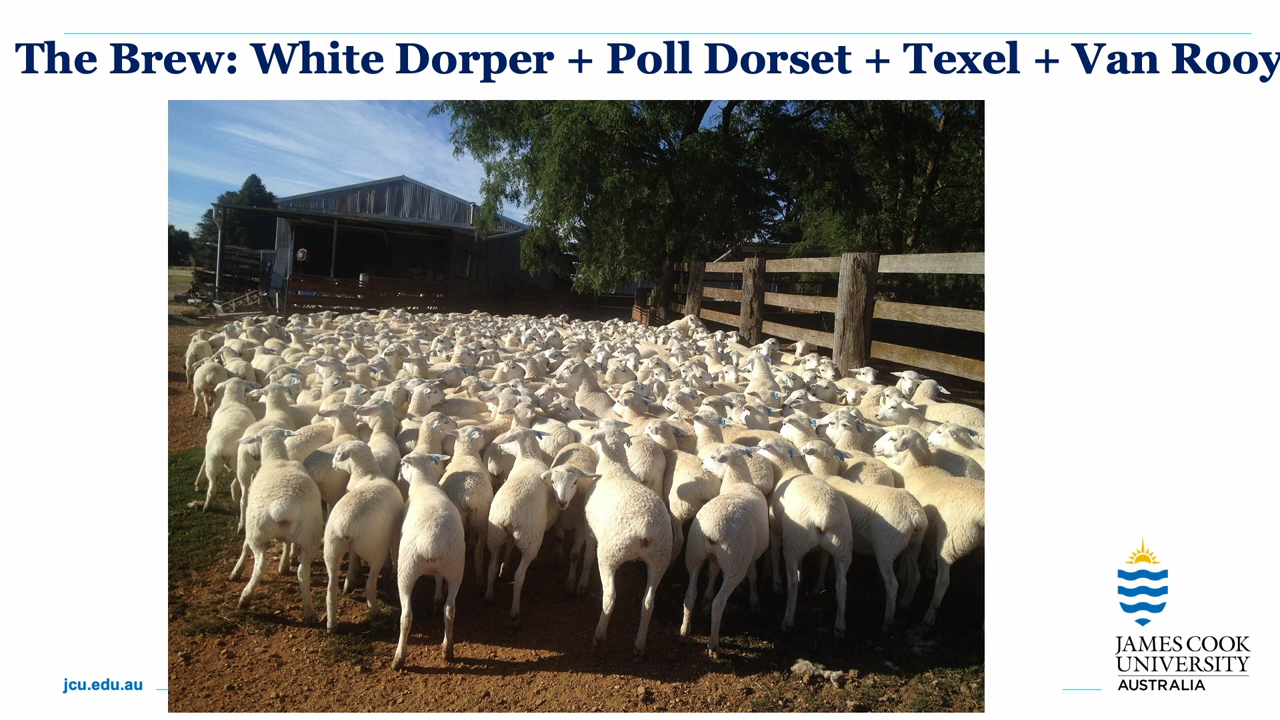 The Brew: White Dorper + Poll Dorset + Texel + Van Rooy
jcu.edu.au
JAMES COOK
UNIVERSITY
AUSTRALIA